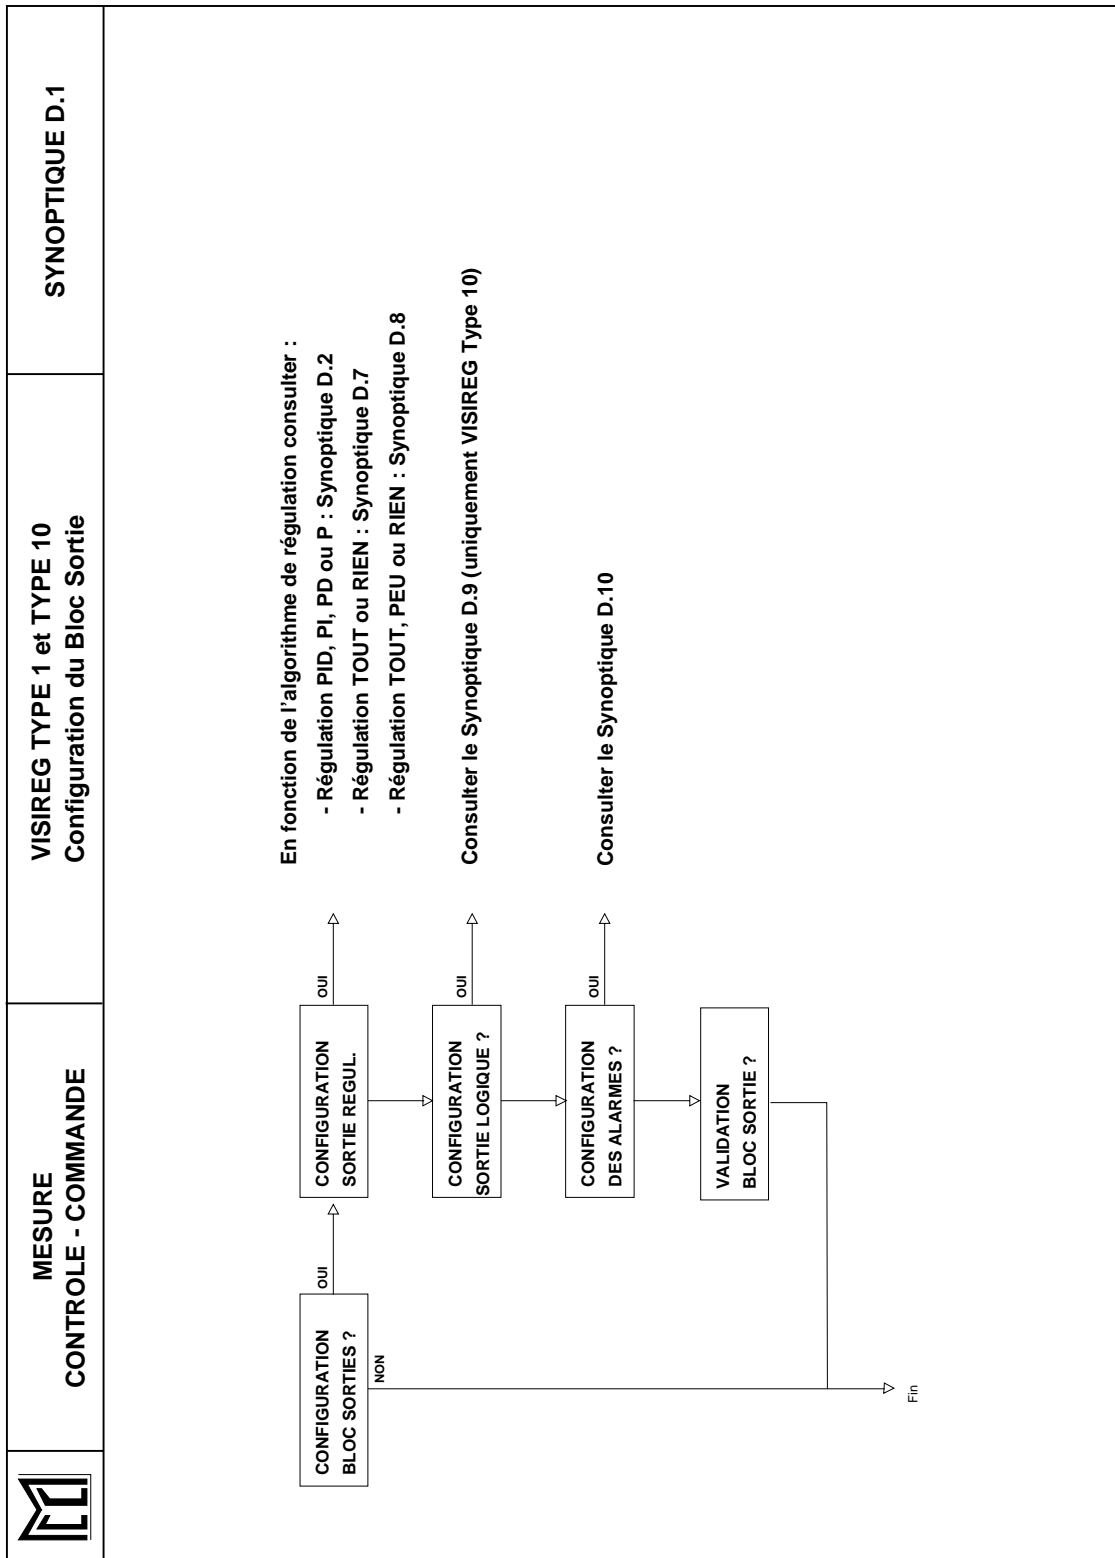 MESURE
CONTROLE - COMMANDE
VISIREG TYPE 1 et TYPE 10
Configuration du Bloc Sortie
SYNOPTIQUE D.1
CONFIGURATION
BLOC SORTIES ?
OUI
NON
CONFIGURATION
SORTIE REGUL.
OUI
En fonction de l'algorithme de régulation consulter :
- Régulation PID, PI, PD ou P : Synoptique D.2
- Régulation TOUT ou RIEN : Synoptique D.7
- Régulation TOUT, PEU ou RIEN : Synoptique D.8
CONFIGURATION
SORTIE LOGIQUE ?
OUI
Consulter le Synoptique D.9 (uniquement VISIREG Type 10)
CONFIGURATION
DES ALARMES ?
OUI
Consulter le Synoptique D.10
VALIDATION
BLOC SORTIE ?
Fin